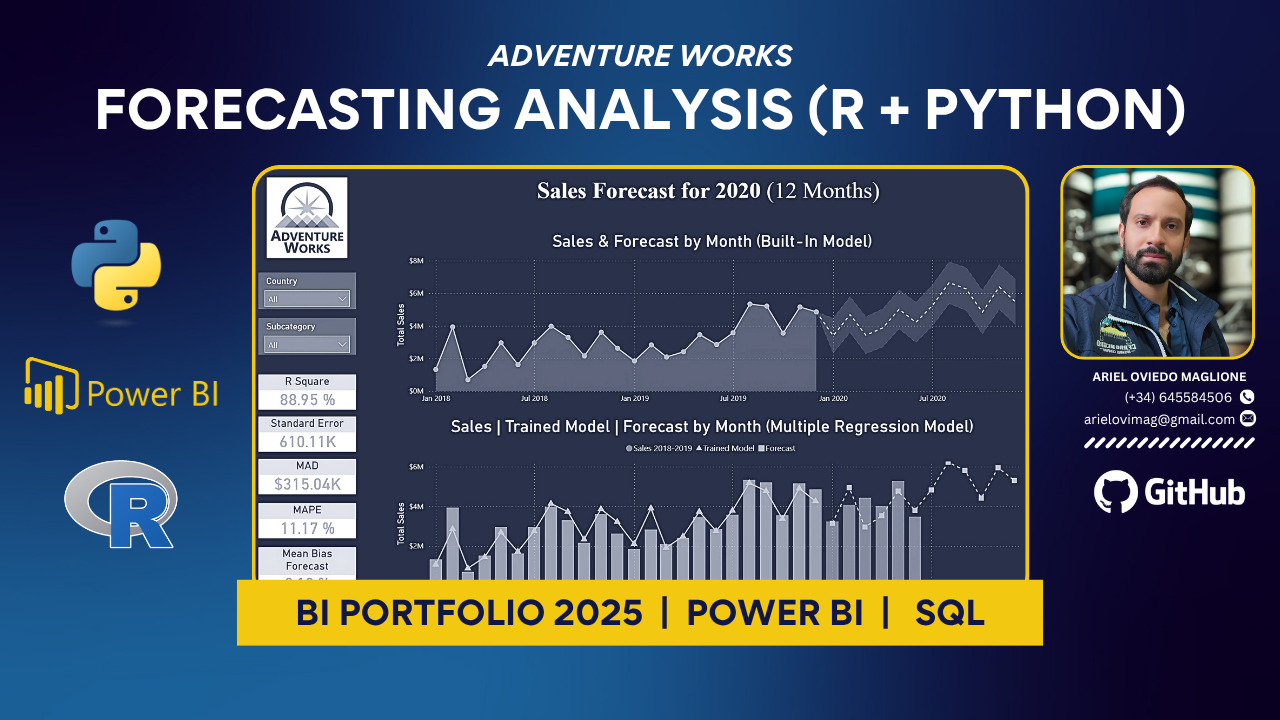 ADVENTURE WORKS
FORECASTING ANALYSIS (R + PYTHON)
ADVENTURE
WORKS
Sales Forecast for 2020 (12 Months)
Country
All
Subcategory
All
R Square
88.95 %
Standard Error
610.11K
MAD
$315.04K
MAPE
11.17 %
Mean Bias
Forecast
Sales & Forecast by Month (Built-In Model)
Total Sales
$8M
$6M
$4M
$2M
$0M
Jan 2018 Jul 2018 Jan 2019 Jul 2019 Jan 2020 Jul 2020
Sales | Trained Model | Forecast by Month (Multiple Regression Model)
Sales 2018-2019 Trained Model Forecast
Total Sales
$6M
$4M
$2M
Power BI
R
ARIEL OVIEDO MAGLIONE
(+34) 645584506
arielovimag@gmail.com
GitHub
BI PORTFOLIO 2025 | POWER BI | SQL